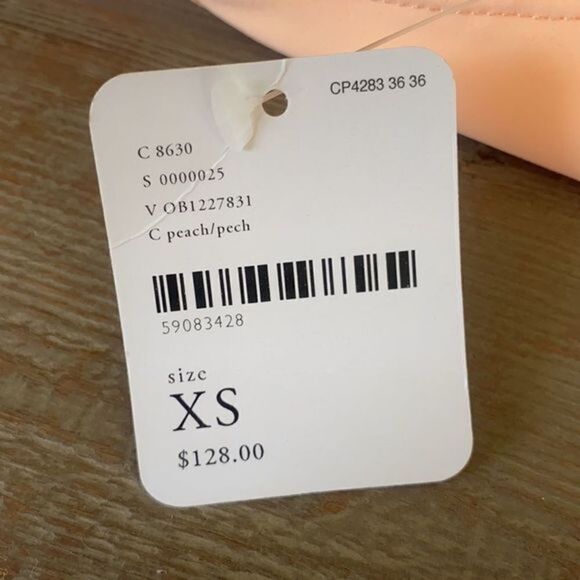 CP4283 36 36
C 8630
S 0000025
V OB1227831
C peach/pech
59083428
size
XS
$128.00